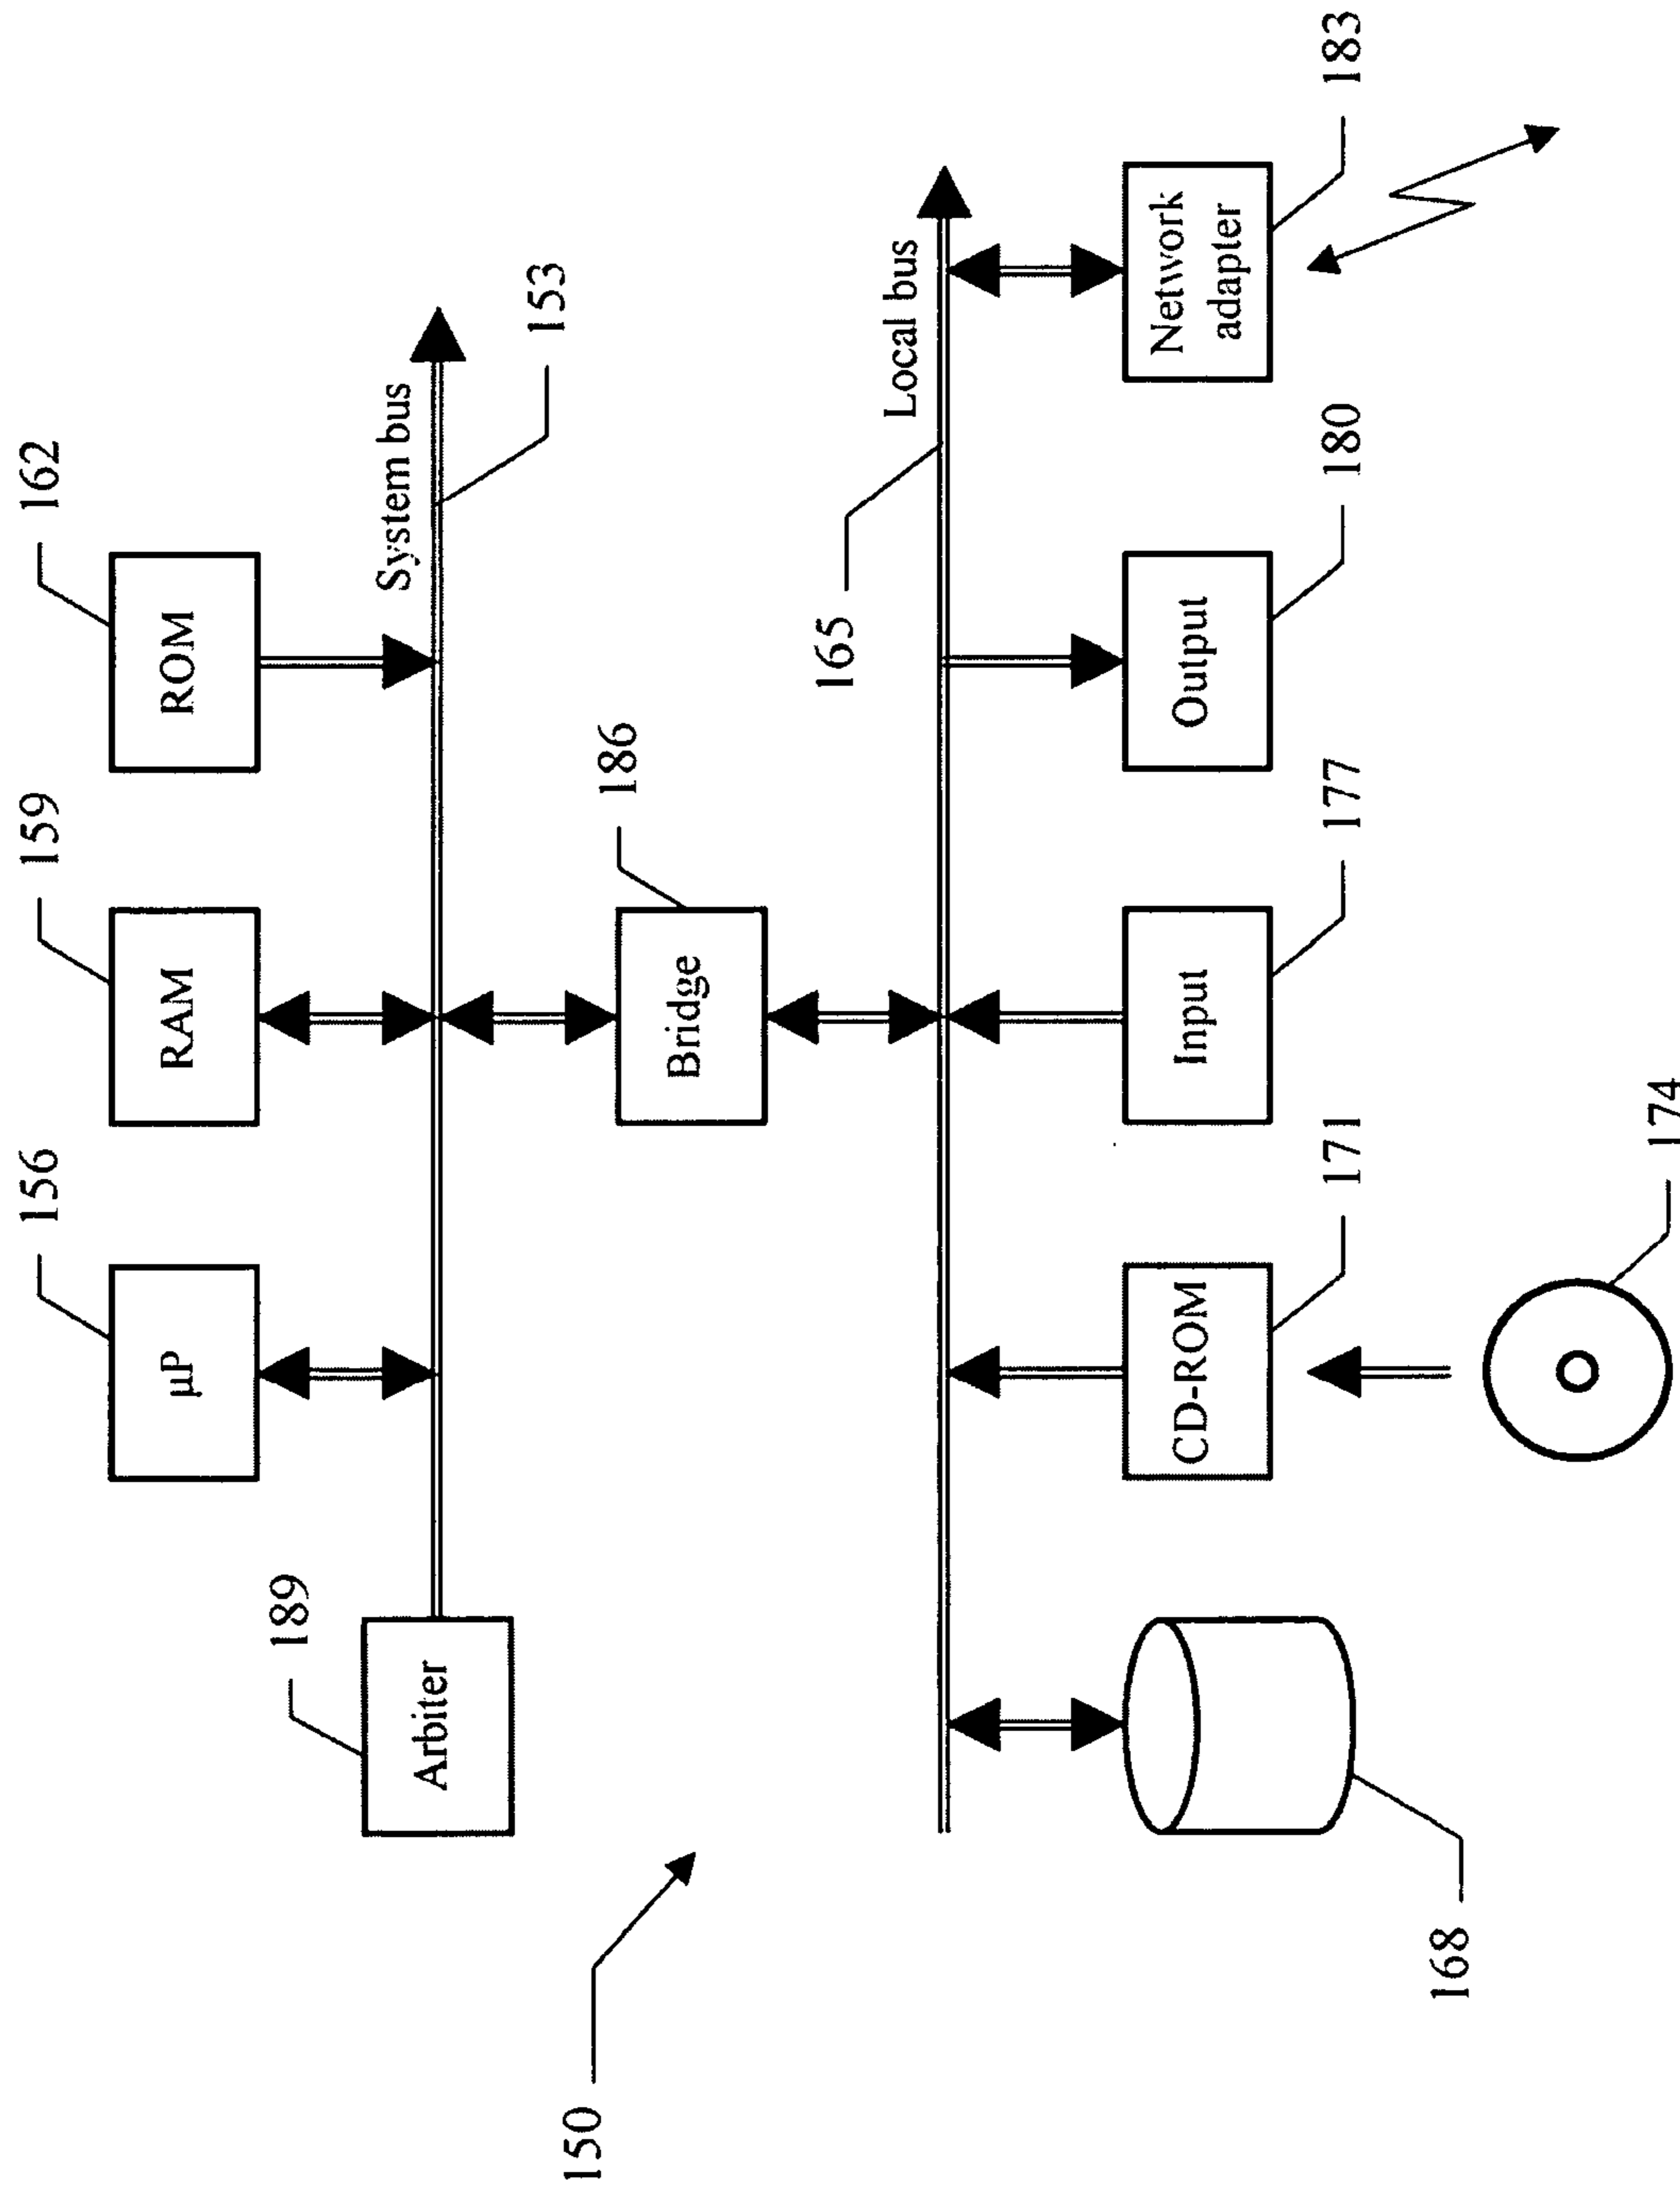 156
159
162
µP
RAM
ROM
189
System bus
Arbiter
153
150
186
Bridge
165
Local bus
CD-ROM
Input
Output
Network
adapter
171
177
180
183
168
174